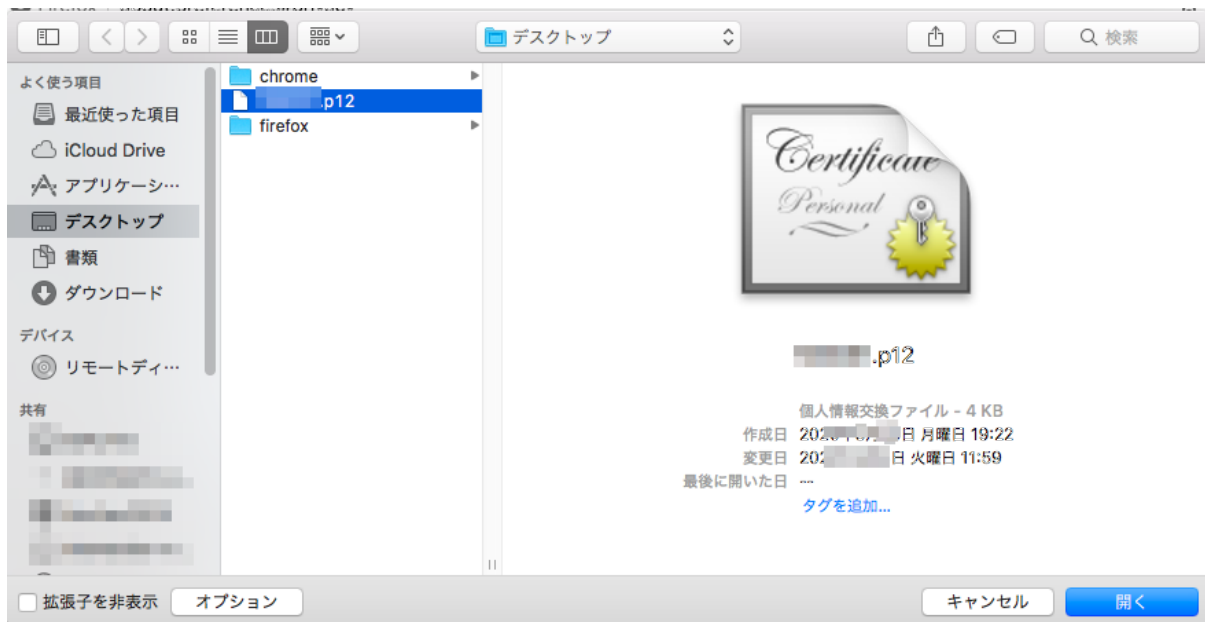 デスクトップ
検索
よく使う項目
最近使った項目
iCloud Drive
アプリケーシ…
デスクトップ
書類
ダウンロード
デバイス
リモートディ…
共有
chrome
.p12
firefox
Certificate
Personal
.p12
個人情報交換ファイル - 4 KB
作成日 日 月曜日 19:22
変更日 日 火曜日 11:59
最後に開いた日 --
タグを追加...
拡張子を非表示
オプション
キャンセル
開く